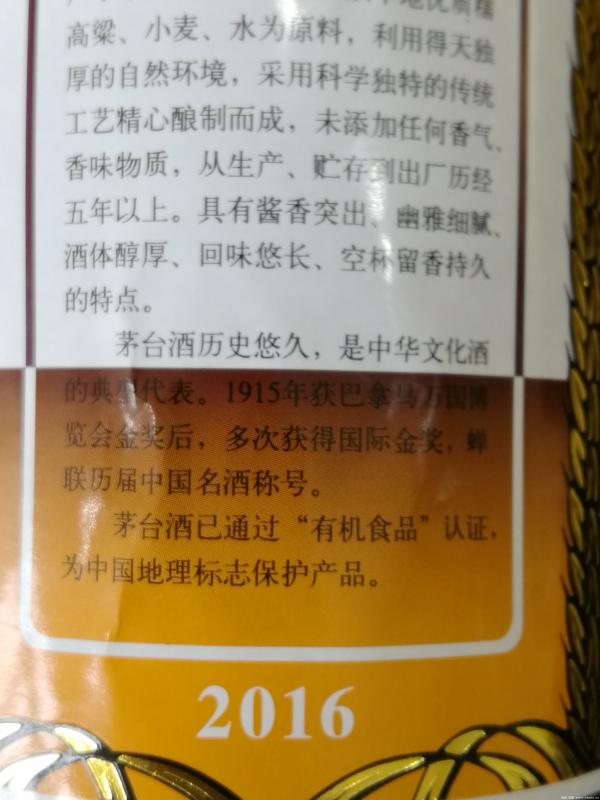 地优质糯
高粱、小麦、水为原料，利用得天独
厚的自然环境，采用科学独特的传统
工艺精心酿制而成，未添加任何香气、
香味物质，从生产、贮存到出厂历经
五年以上。具有酱香突出、幽雅细腻、
酒体醇厚、回味悠长、空杯留香持久
的特点。
茅台酒历史悠久，是中华文化酒
的典型代表。1915年获巴拿马万国博
览会金奖后，多次获得国际金奖，蝉
联历届中国名酒称号。
茅台酒已通过“有机食品”认证，
为中国地理标志保护产品。
2016